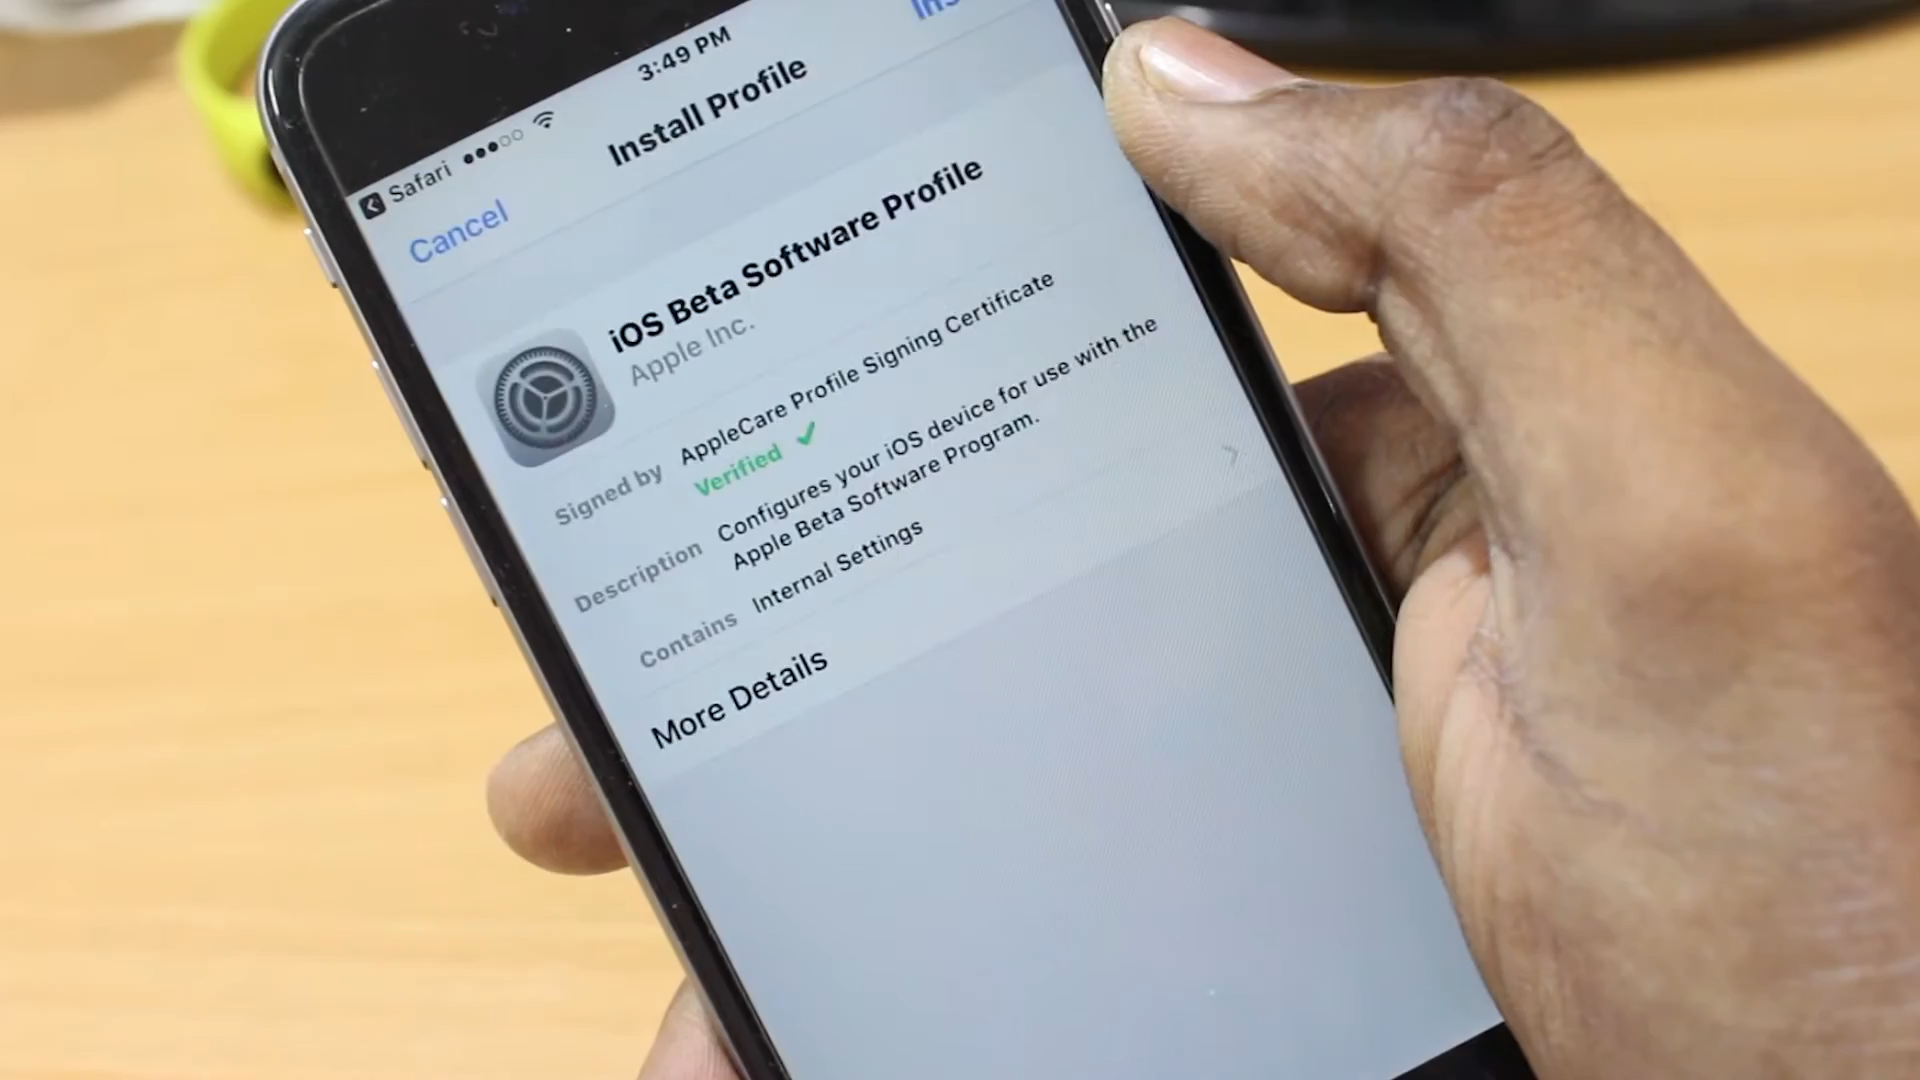 3:49 PM
Safari
Install Profile
Cancel
iOS Beta Software Profile
Apple Inc.
Signed by AppleCare Profile Signing Certificate
Verified ✓
Description Configures your iOS device for use with the
Apple Beta Software Program.
Contains Internal Settings
More Details